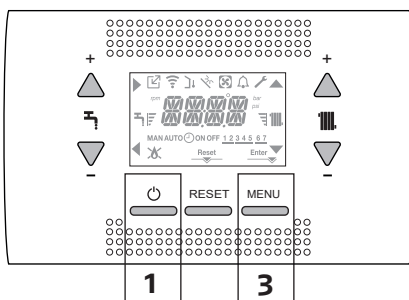 + +
rpm bar
psi
MAN AUTO ON OFF 1 2 3 4 5 6 7
Reset Enter
- -
RESET MENU
1 3